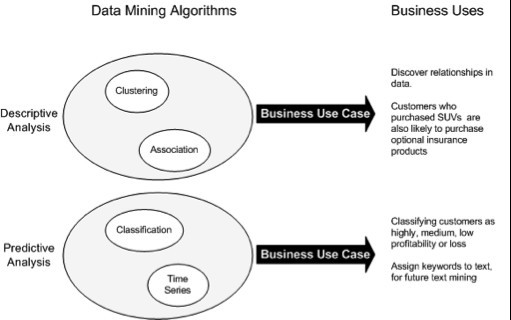 Data Mining Algorithms
Business Uses
Descriptive
Analysis
Clustering
Association
Business Use Case
Discover relationships in
data.
Customers who
purchased SUVs are
also likely to purchase
optional insurance
products
Predictive
Analysis
Classification
Time
Series
Business Use Case
Classifying customers as
highly, medium, low
profitability or loss
Assign keywords to text,
for future text mining